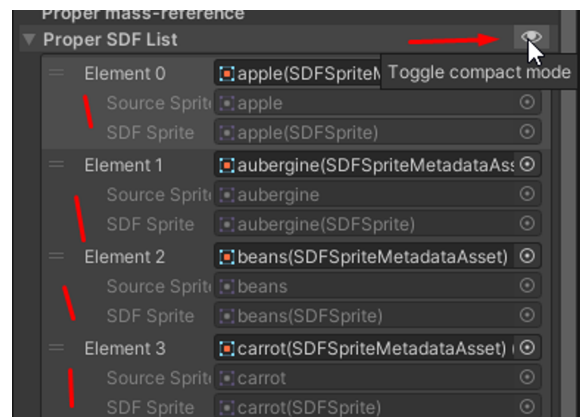 Proper mass-reference
Proper SDF List
Element 0 apple(SDFSpriteM
Toggle compact mode
Source Sprit apple
SDF Sprite apple(SDFSprite)
Element 1 aubergine(SDFSpriteMetadataAss
Source Sprit aubergine
SDF Sprite aubergine(SDFSprite)
Element 2 beans(SDFSpriteMetadataAsset)
Source Sprit beans
SDF Sprite beans(SDFSprite)
Element 3 carrot(SDFSpriteMetadataAsset) (
Source Sprit carrot
SDF Sprite carrot(SDFSprite)